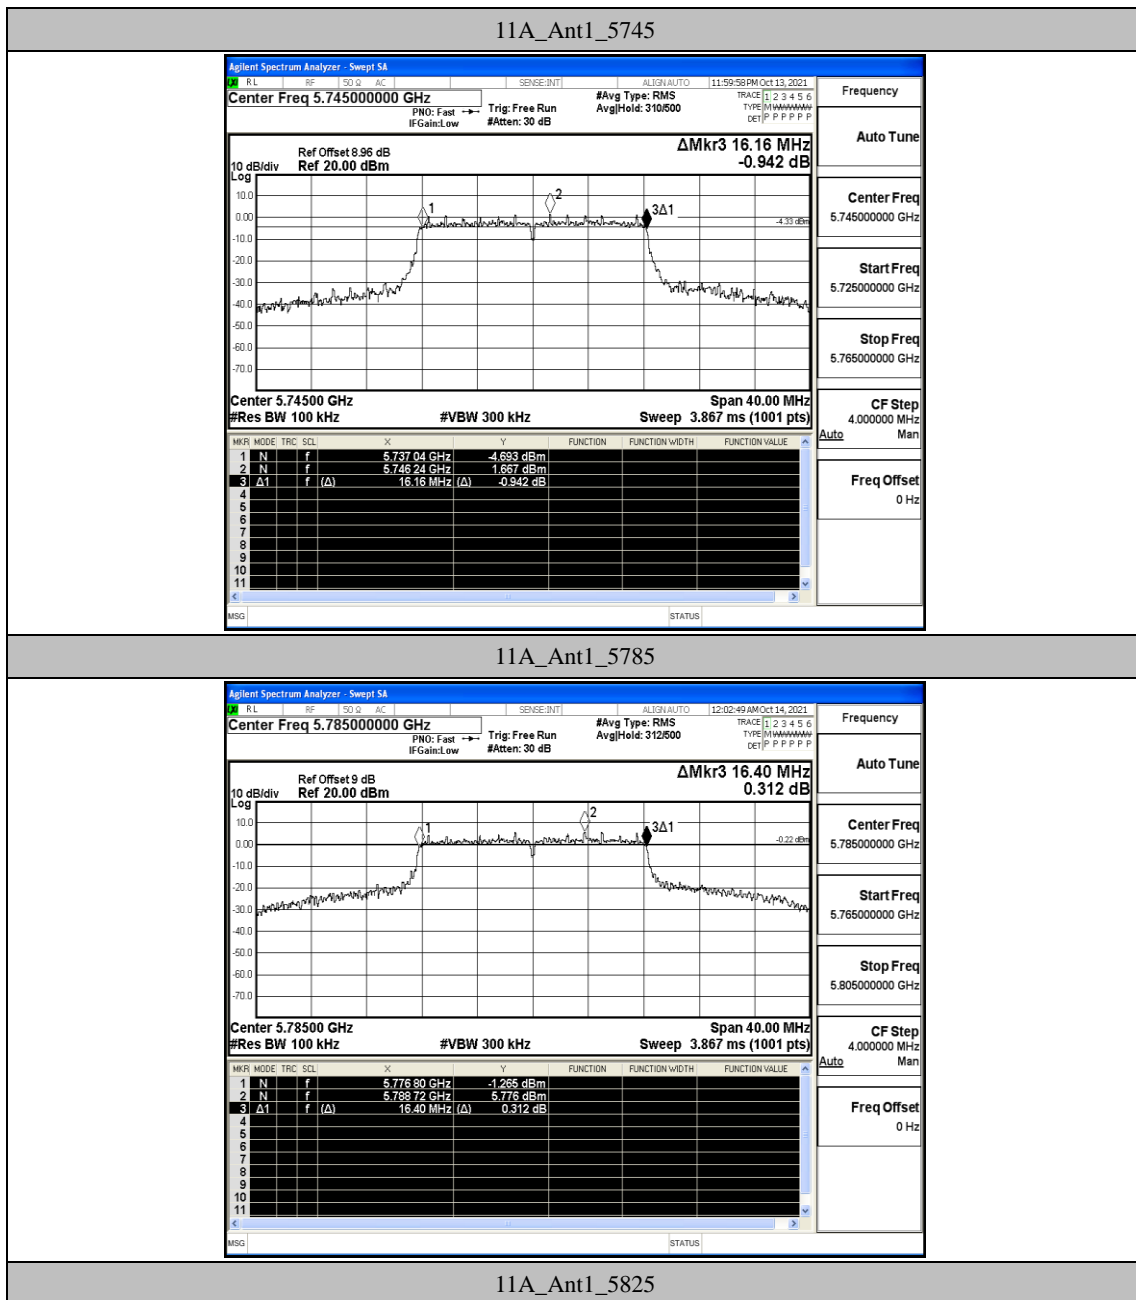 11A_Ant1_5745
Agilent Spectrum Analyzer - Swept SA
LXI RL RF 50 Ω AC SENSE:INT ALIGNAUTO 11:59:58 PM Oct 13, 2021
Center Freq 5.745000000 GHz #Avg Type: RMS TRACE 1 2 3 4 5 6
PNO: Fast Trig: Free Run Avg|Hold: 310/500 TYPE M WWWWW
IFGain:Low #Atten: 30 dB DET P P P P P P
Ref Offset 8.96 dB ΔMkr3 16.16 MHz
10 dB/div Ref 20.00 dBm -0.942 dB
Log
10.0
0.00
-10.0
-20.0
-30.0
-40.0
-50.0
-60.0
-70.0
1
2
3Δ1
-4.33 dBm
Center 5.74500 GHz Span 40.00 MHz
#Res BW 100 kHz #VBW 300 kHz Sweep 3.867 ms (1001 pts)
MKR MODE TRC SCL X Y FUNCTION FUNCTION WIDTH FUNCTION VALUE
1 N f 5.737 04 GHz -4.693 dBm
2 N f 5.746 24 GHz 1.667 dBm
3 Δ1 f (Δ) 16.16 MHz (Δ) -0.942 dB
4
5
6
7
8
9
10
11
MSG STATUS
Frequency
Auto Tune
Center Freq
5.745000000 GHz
Start Freq
5.725000000 GHz
Stop Freq
5.765000000 GHz
CF Step
4.000000 MHz
Auto Man
Freq Offset
0 Hz
11A_Ant1_5785
Agilent Spectrum Analyzer - Swept SA
LXI RL RF 50 Ω AC SENSE:INT ALIGNAUTO 12:02:49 AM Oct 14, 2021
Center Freq 5.785000000 GHz #Avg Type: RMS TRACE 1 2 3 4 5 6
PNO: Fast Trig: Free Run Avg|Hold: 312/500 TYPE M WWWWW
IFGain:Low #Atten: 30 dB DET P P P P P P
Ref Offset 9 dB ΔMkr3 16.40 MHz
10 dB/div Ref 20.00 dBm 0.312 dB
Log
10.0
0.00
-10.0
-20.0
-30.0
-40.0
-50.0
-60.0
-70.0
1
2
3Δ1
-0.22 dBm
Center 5.78500 GHz Span 40.00 MHz
#Res BW 100 kHz #VBW 300 kHz Sweep 3.867 ms (1001 pts)
MKR MODE TRC SCL X Y FUNCTION FUNCTION WIDTH FUNCTION VALUE
1 N f 5.776 80 GHz -1.265 dBm
2 N f 5.788 72 GHz 5.776 dBm
3 Δ1 f (Δ) 16.40 MHz (Δ) 0.312 dB
4
5
6
7
8
9
10
11
MSG STATUS
Frequency
Auto Tune
Center Freq
5.785000000 GHz
Start Freq
5.765000000 GHz
Stop Freq
5.805000000 GHz
CF Step
4.000000 MHz
Auto Man
Freq Offset
0 Hz
11A_Ant1_5825